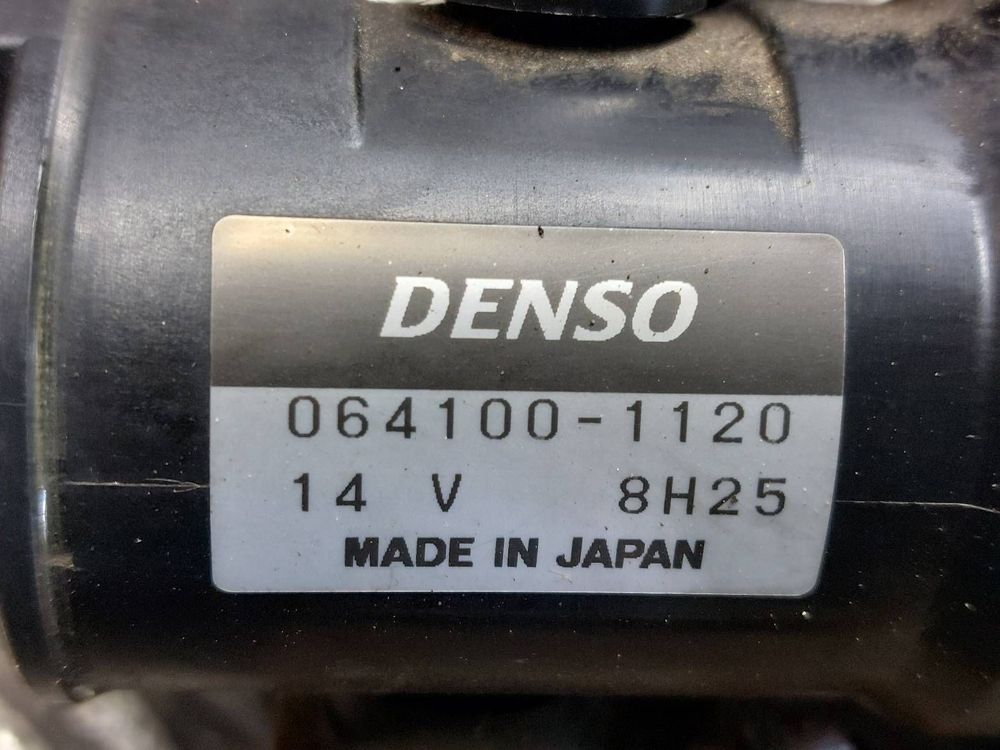 DENSO
064100-1120
14 V 8H25
MADE IN JAPAN